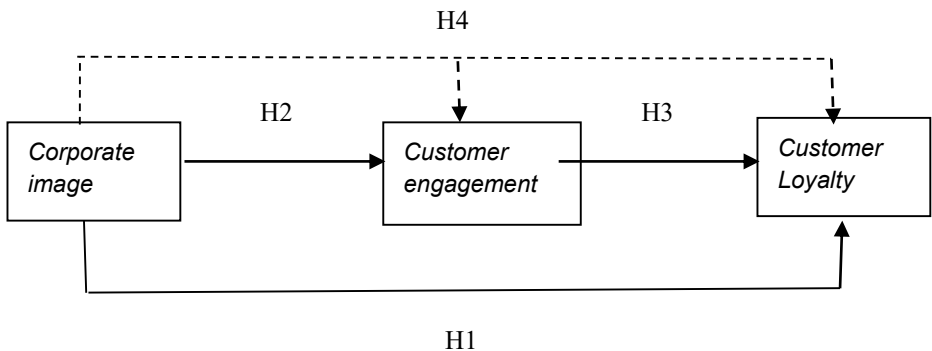 H4
H2
H3
Corporate
image
Customer
engagement
Customer
Loyalty
H1